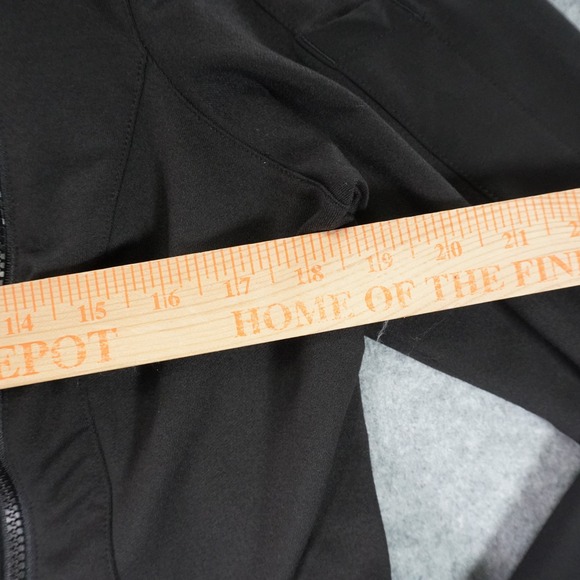 14 15 16 17 18 19 20 21
EPOT HOME OF THE FIN